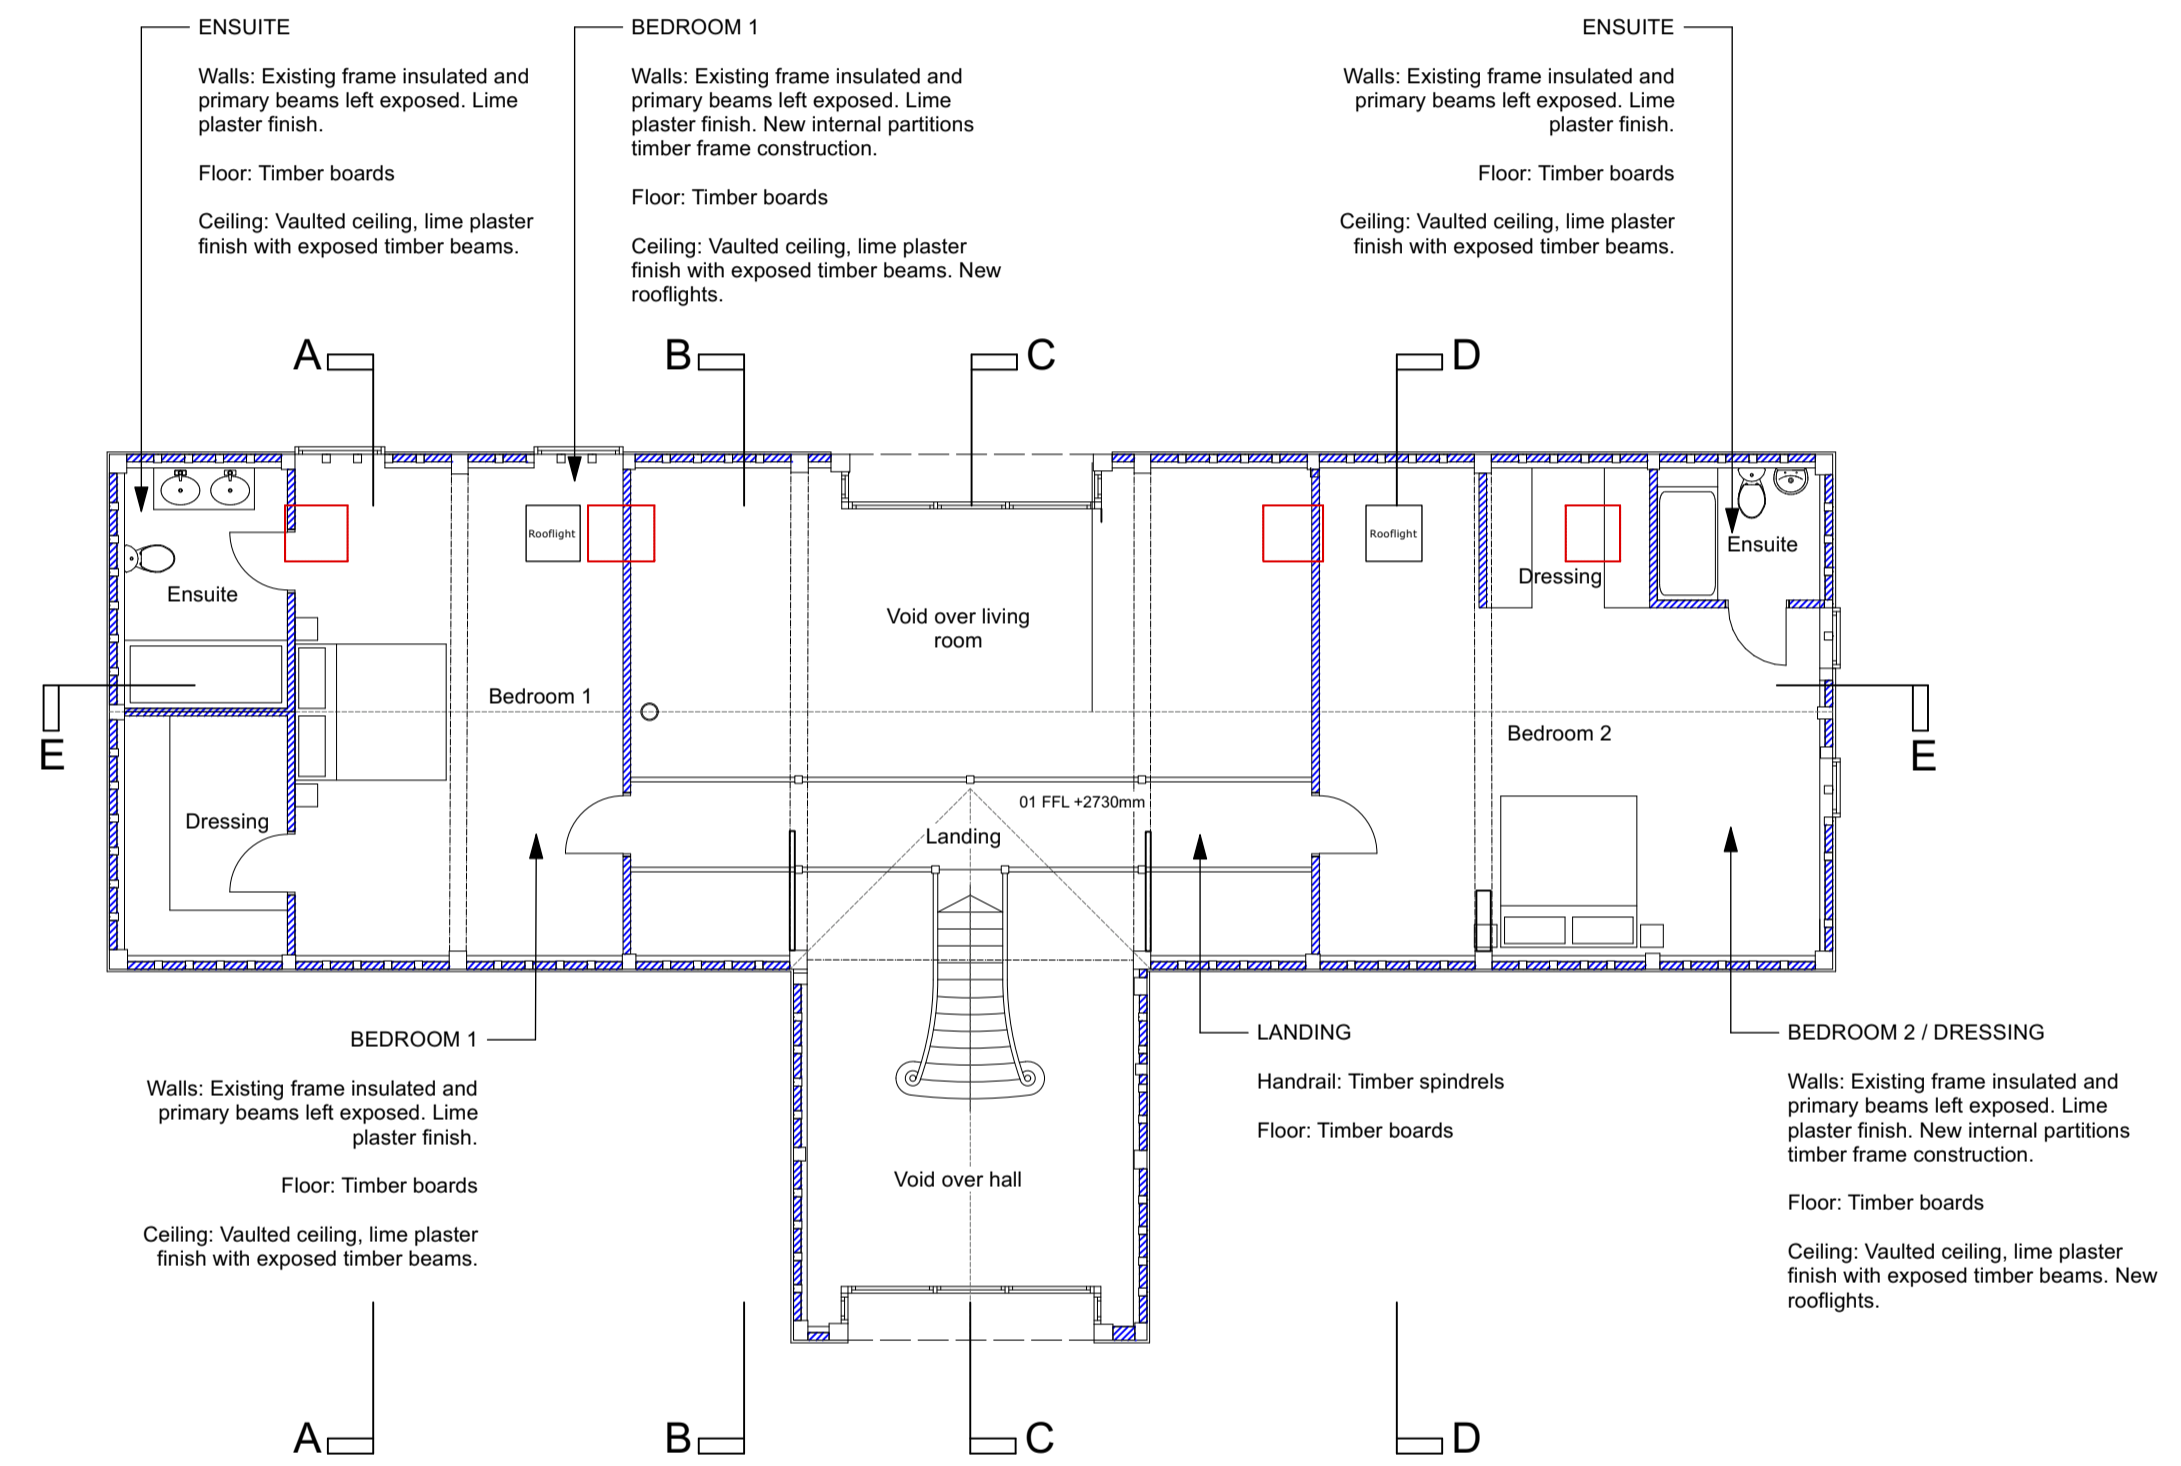 ENSUITE
Walls: Existing frame insulated and
primary beams left exposed. Lime
plaster finish.
Floor: Timber boards
Ceiling: Vaulted ceiling, lime plaster
finish with exposed timber beams.
BEDROOM 1
Walls: Existing frame insulated and
primary beams left exposed. Lime
plaster finish. New internal partitions
timber frame construction.
Floor: Timber boards
Ceiling: Vaulted ceiling, lime plaster
finish with exposed timber beams. New
rooflights.
ENSUITE
Walls: Existing frame insulated and
primary beams left exposed. Lime
plaster finish.
Floor: Timber boards
Ceiling: Vaulted ceiling, lime plaster
finish with exposed timber beams.
A
B
C
D
Rooflight
Rooflight
Ensuite
Dressing
Ensuite
Void over living
room
Bedroom 1
Bedroom 2
E
E
01 FFL +2730mm
Dressing
Landing
BEDROOM 1
Walls: Existing frame insulated and
primary beams left exposed. Lime
plaster finish.
Floor: Timber boards
Ceiling: Vaulted ceiling, lime plaster
finish with exposed timber beams.
Void over hall
LANDING
Handrail: Timber spindrels
Floor: Timber boards
BEDROOM 2 / DRESSING
Walls: Existing frame insulated and
primary beams left exposed. Lime
plaster finish. New internal partitions
timber frame construction.
Floor: Timber boards
Ceiling: Vaulted ceiling, lime plaster
finish with exposed timber beams. New
rooflights.
A
B
C
D